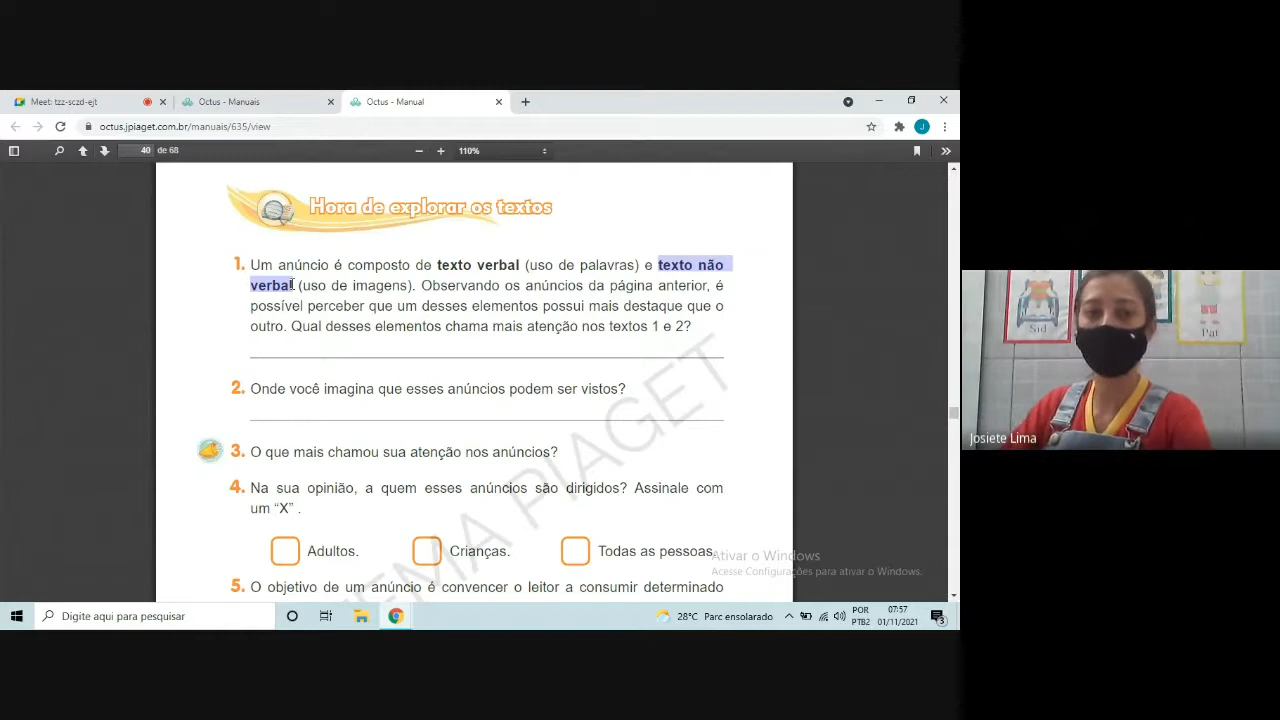 Meet: tzz-sczd-ejt
Octus - Manuais
Octus - Manual
octus.jpiaget.com.br/manuais/635/view
40 de 68
110%
Hora de explorar os textos
1. Um anúncio é composto de texto verbal (uso de palavras) e texto não
verbal (uso de imagens). Observando os anúncios da página anterior, é
possível perceber que um desses elementos possui mais destaque que o
outro. Qual desses elementos chama mais atenção nos textos 1 e 2?
2. Onde você imagina que esses anúncios podem ser vistos?
3. O que mais chamou sua atenção nos anúncios?
4. Na sua opinião, a quem esses anúncios são dirigidos? Assinale com
um “X” .
Adultos. Crianças. Todas as pessoas.
5. O objetivo de um anúncio é convencer o leitor a consumir determinado
EMA PIAGET
Ativar o Windows
Acesse Configurações para ativar o Windows.
Digite aqui para pesquisar
28°C Parc ensolarado
POR
PTB2
07:57
01/11/2021
3
J
Sid
Pat
Josiete Lima